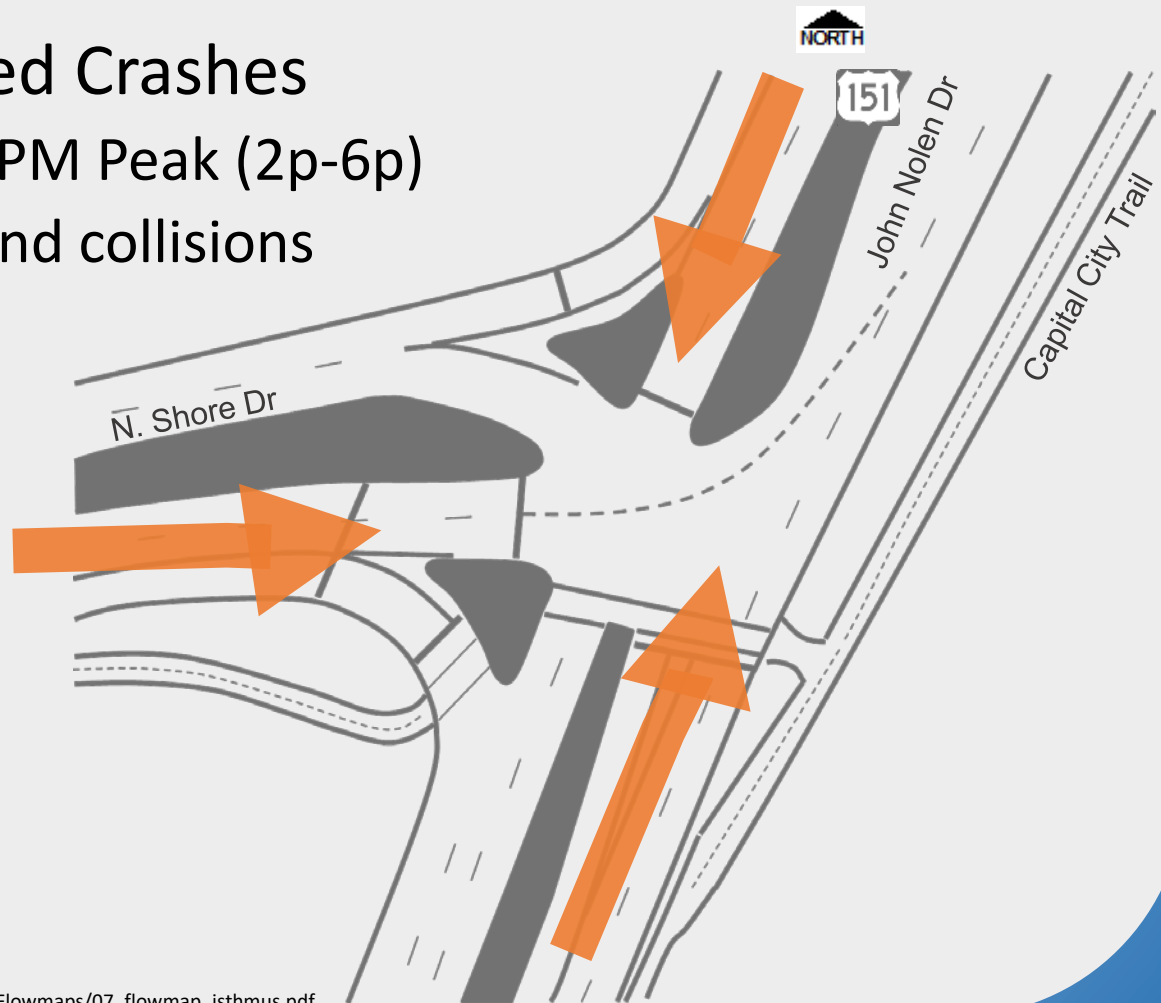 NORTH
ed Crashes
PM Peak (2p-6p)
nd collisions
151
John Nolen Dr
Capital City Trail
N. Shore Dr
Flowmaps/07_flowmap_isthmus.pdf